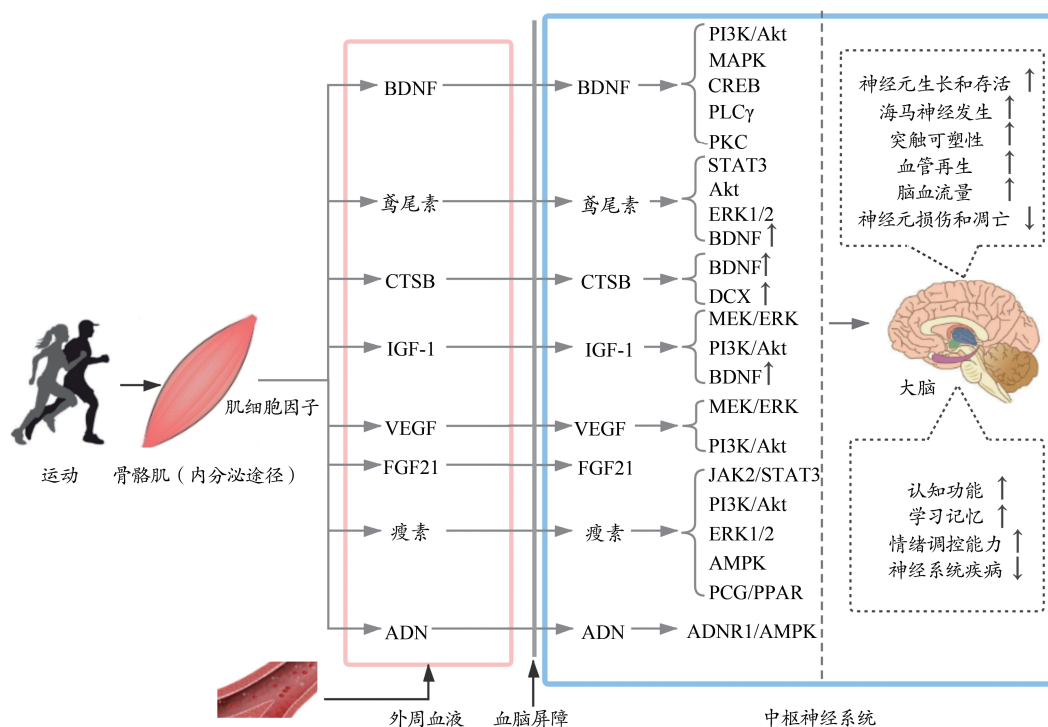 运动
骨骼肌（内分泌途径）
肌细胞因子
BDNF
鸢尾素
CTSB
IGF-1
VEGF
FGF21
瘦素
ADN
外周血液
血脑屏障
BDNF
PI3K/Akt
MAPK
CREB
PLCγ
PKC
鸢尾素
STAT3
Akt
ERK1/2
BDNF↑
CTSB
BDNF↑
DCX ↑
IGF-1
MEK/ERK
PI3K/Akt
BDNF↑
VEGF
MEK/ERK
PI3K/Akt
FGF21
瘦素
JAK2/STAT3
PI3K/Akt
ERK1/2
AMPK
PCG/PPAR
ADN
ADNR1/AMPK
中枢神经系统
神经元生长和存活 ↑
海马神经发生 ↑
突触可塑性 ↑
血管再生 ↑
脑血流量 ↑
神经元损伤和凋亡 ↓
大脑
认知功能 ↑
学习记忆 ↑
情绪调控能力 ↑
神经系统疾病 ↓